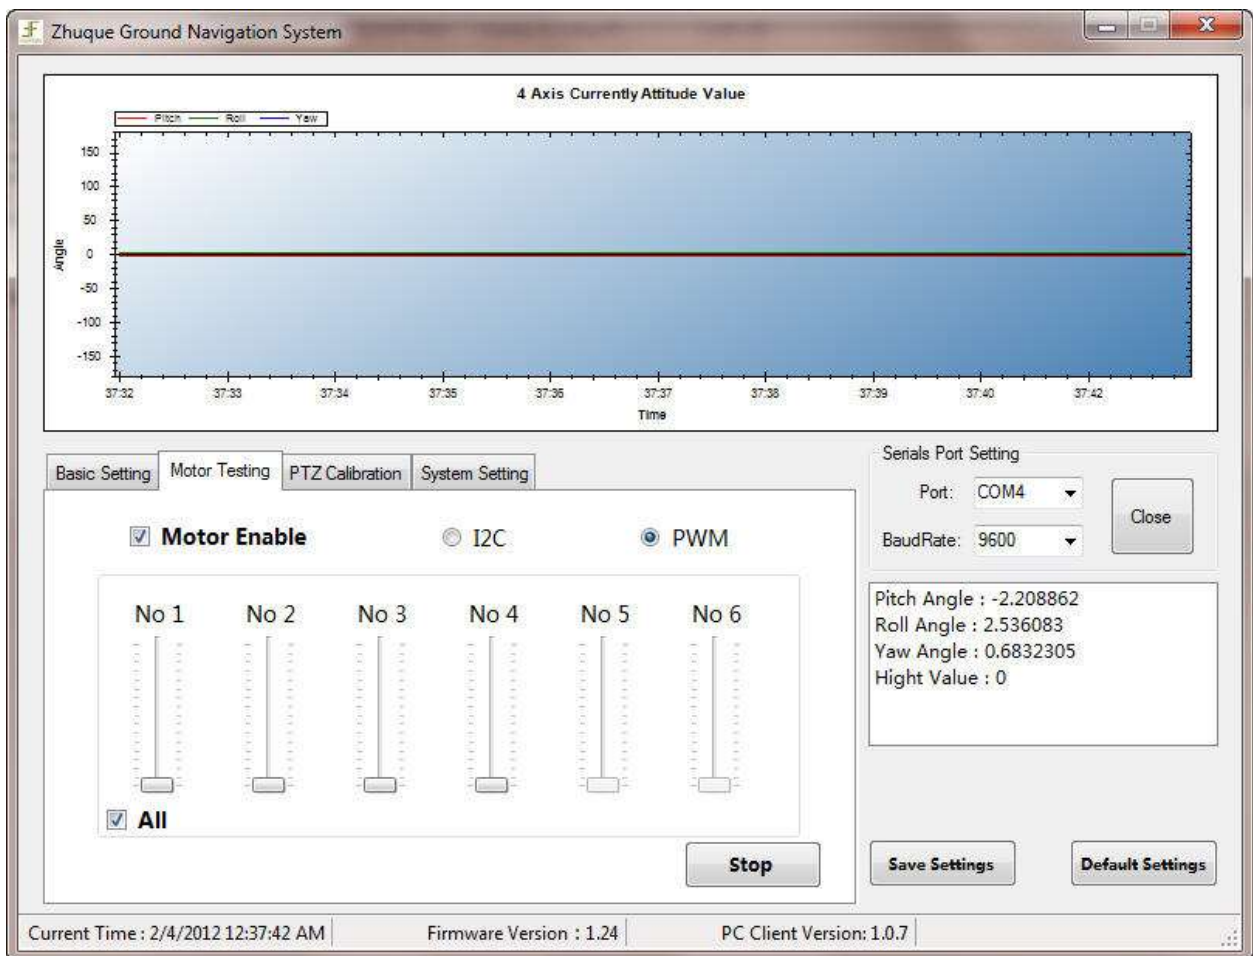 Zhuque Ground Navigation System
4 Axis Currently Attitude Value
Pitch Roll Yaw
150
100
50
0
-50
-100
-150
Angle
37:32 37:33 37:34 37:35 37:36 37:37 37:38 37:39 37:40 37:42
Time
Basic Setting Motor Testing PTZ Calibration System Setting
Motor Enable I2C PWM
No 1 No 2 No 3 No 4 No 5 No 6
All
Stop
Serials Port Setting
Port: COM4
BaudRate: 9600
Close
Pitch Angle : -2.208862
Roll Angle : 2.536083
Yaw Angle : 0.6832305
Hight Value : 0
Save Settings Default Settings
Current Time : 2/4/2012 12:37:42 AM Firmware Version : 1.24 PC Client Version: 1.0.7